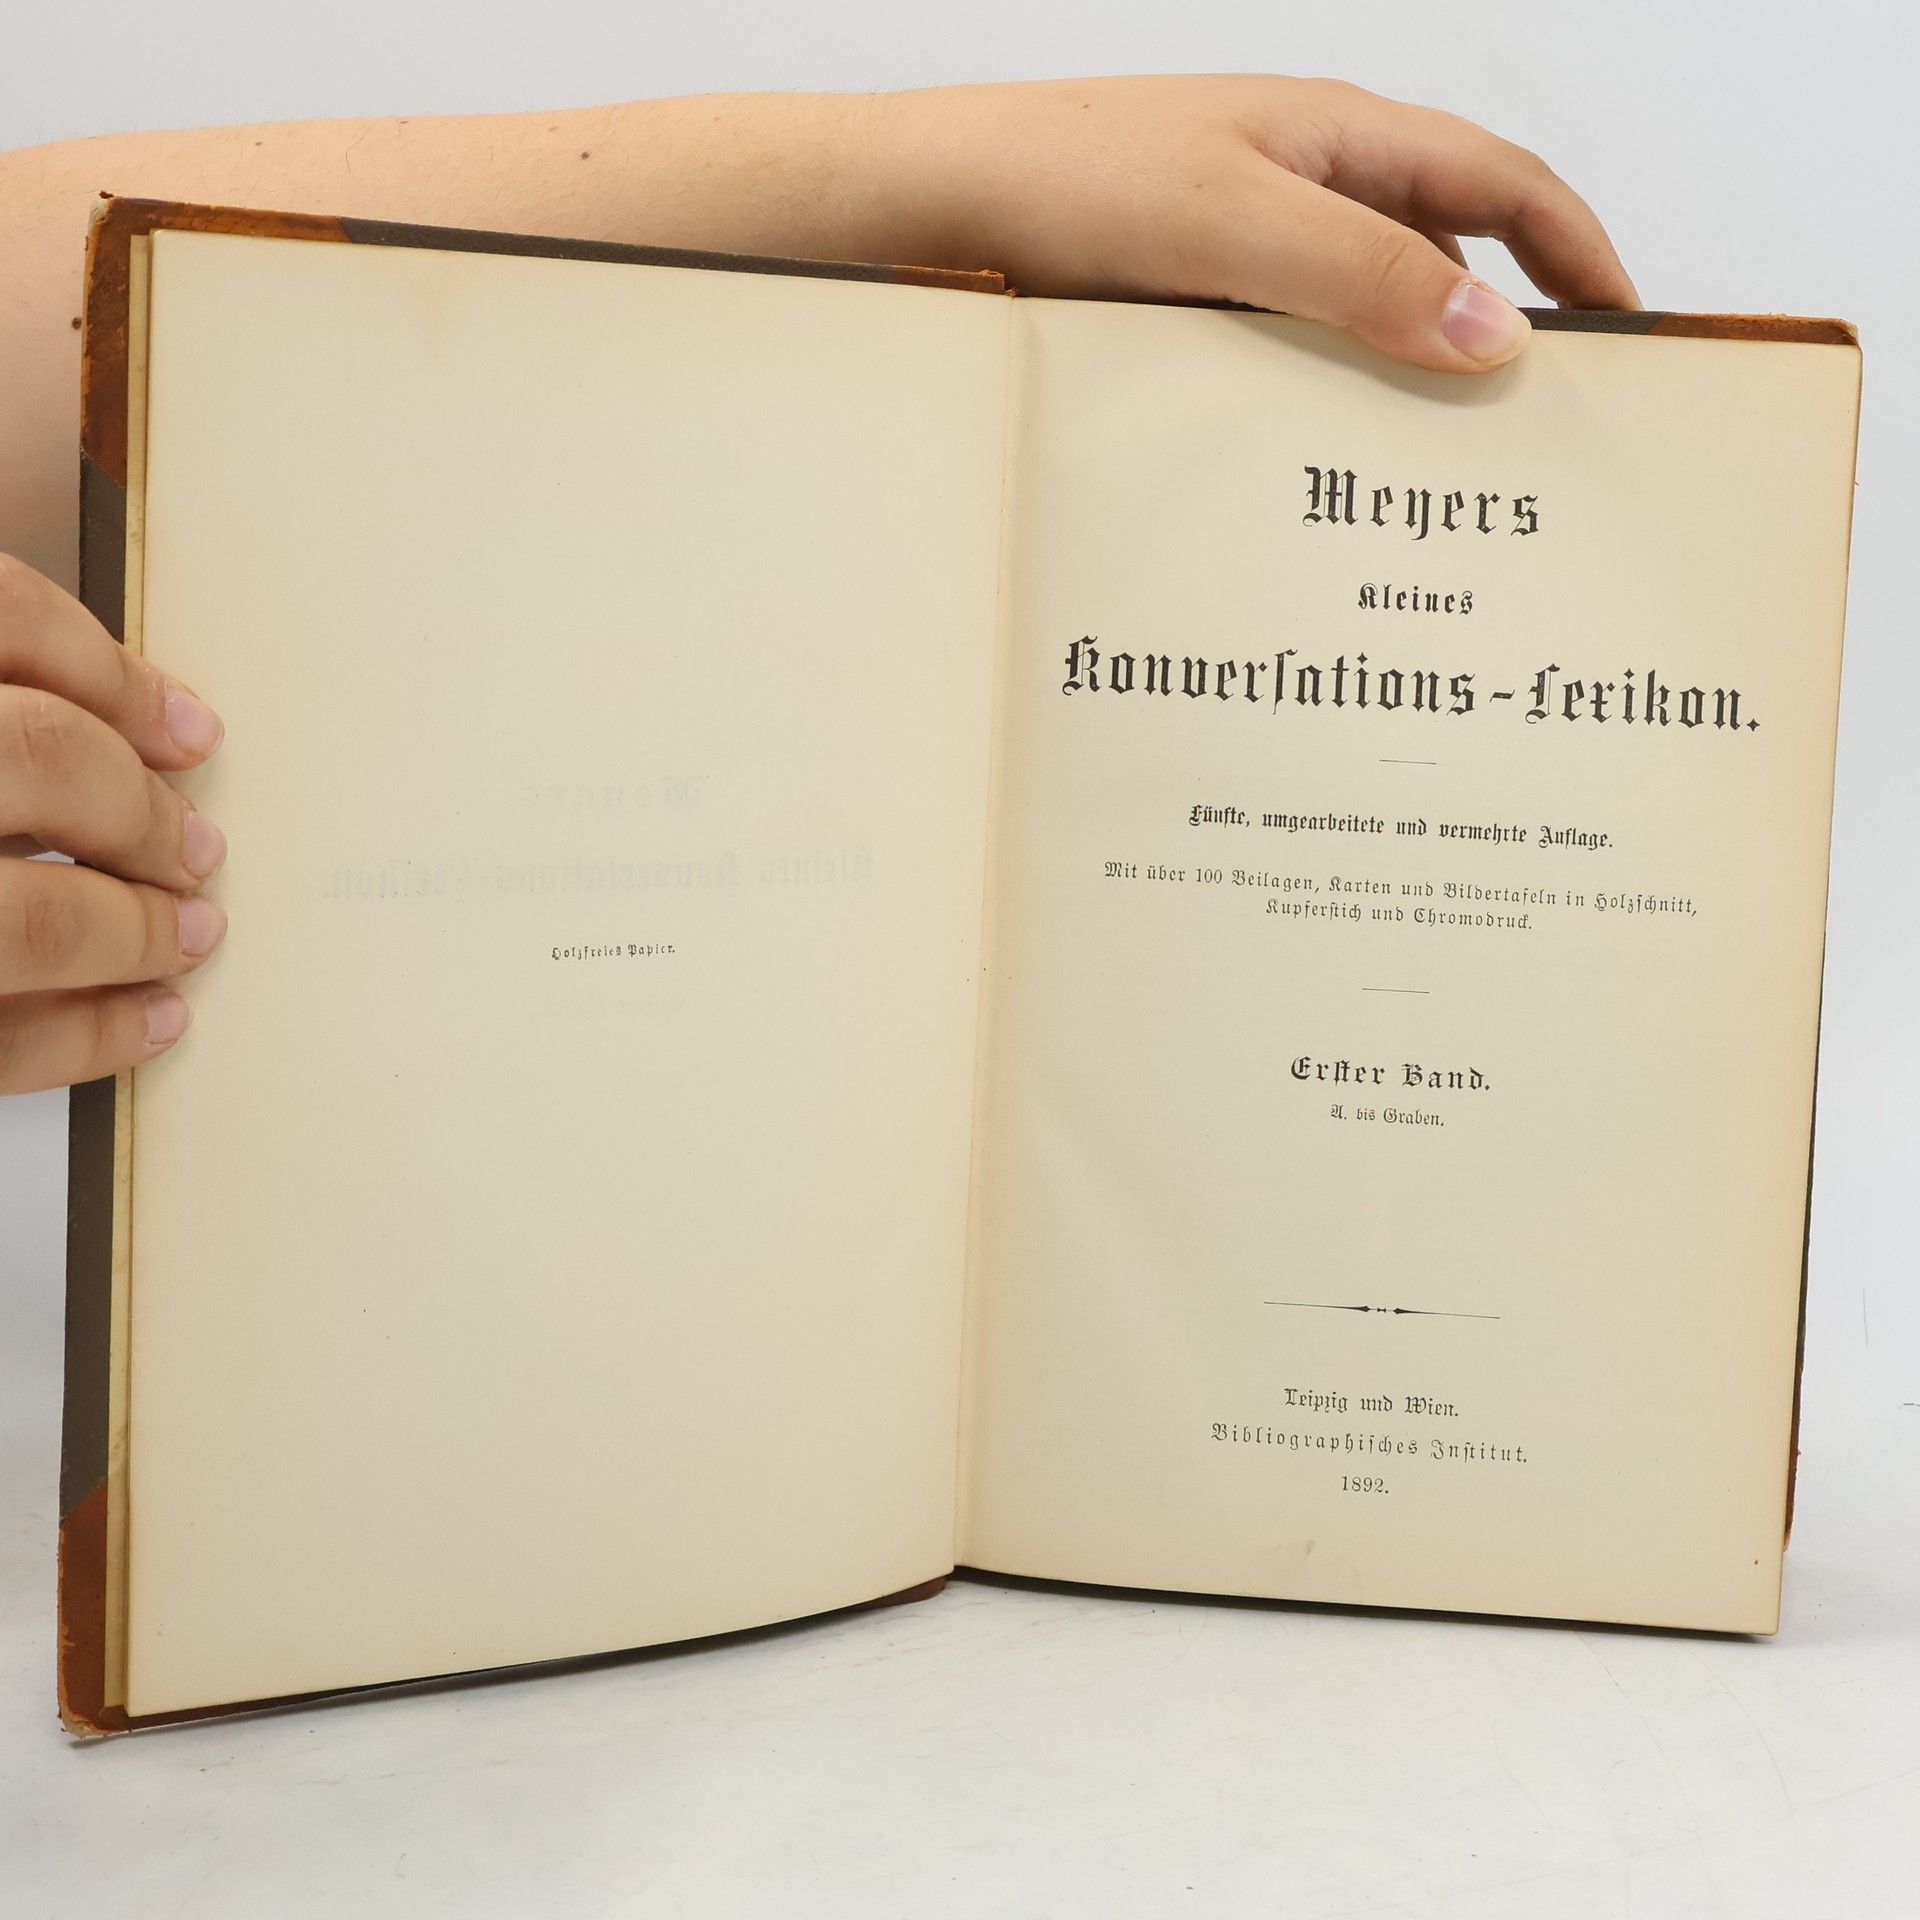 Holzfreies Papier.
Meyers
Kleines
Konverſations-Lexikon.
Fünfte, umgearbeitete und vermehrte Auflage.
Mit über 100 Beilagen, Karten und Bildertafeln in Holzſchnitt,
Kupferſtich und Chromodruck.
Erſter Band.
A. bis Graben.
Leipzig und Wien.
Bibliographiſches Inſtitut.
1892.